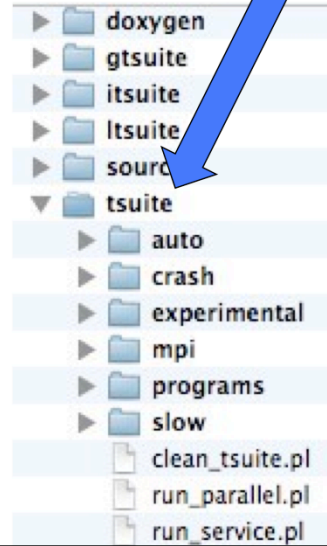 doxygen
gtsuite
itsuite
ltsuite
sourc
tsuite
auto
crash
experimental
mpi
programs
slow
clean_tsuite.pl
run_parallel.pl
run_service.pl